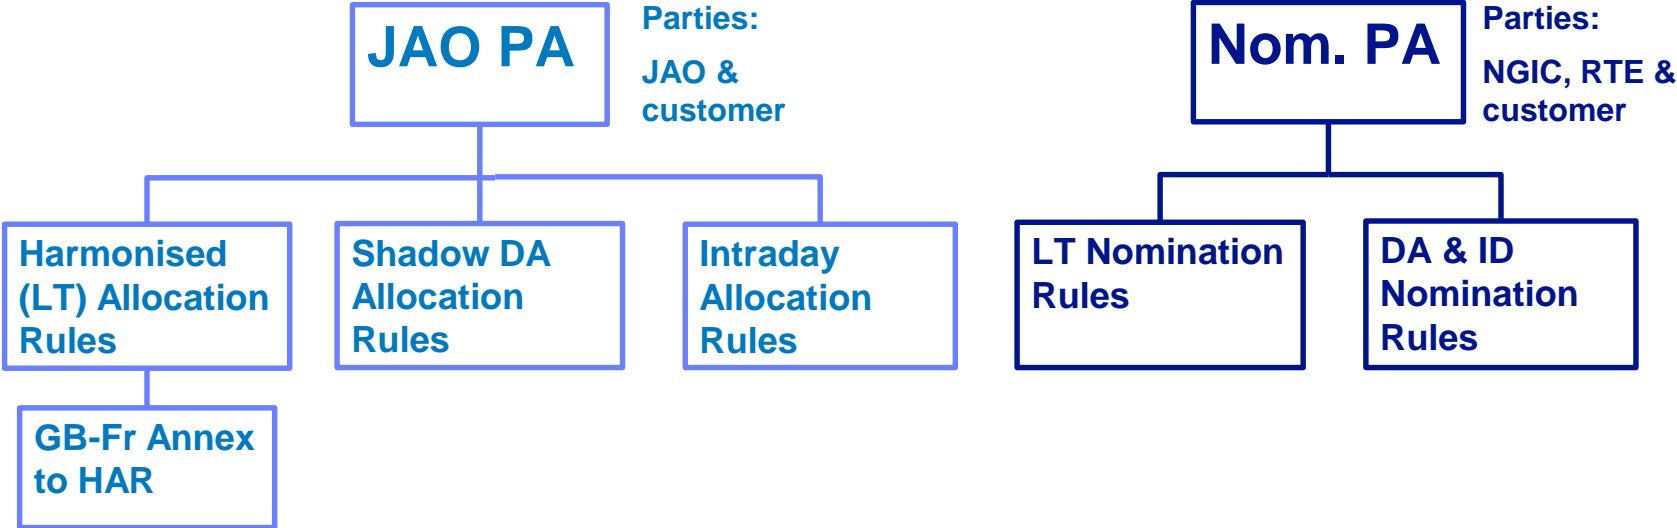 JAO PA
Parties:
JAO &
customer
Nom. PA
Parties:
NGIC, RTE &
customer
Harmonised
(LT) Allocation
Rules
Shadow DA
Allocation
Rules
Intraday
Allocation
Rules
LT Nomination
Rules
DA & ID
Nomination
Rules
GB-Fr Annex
to HAR